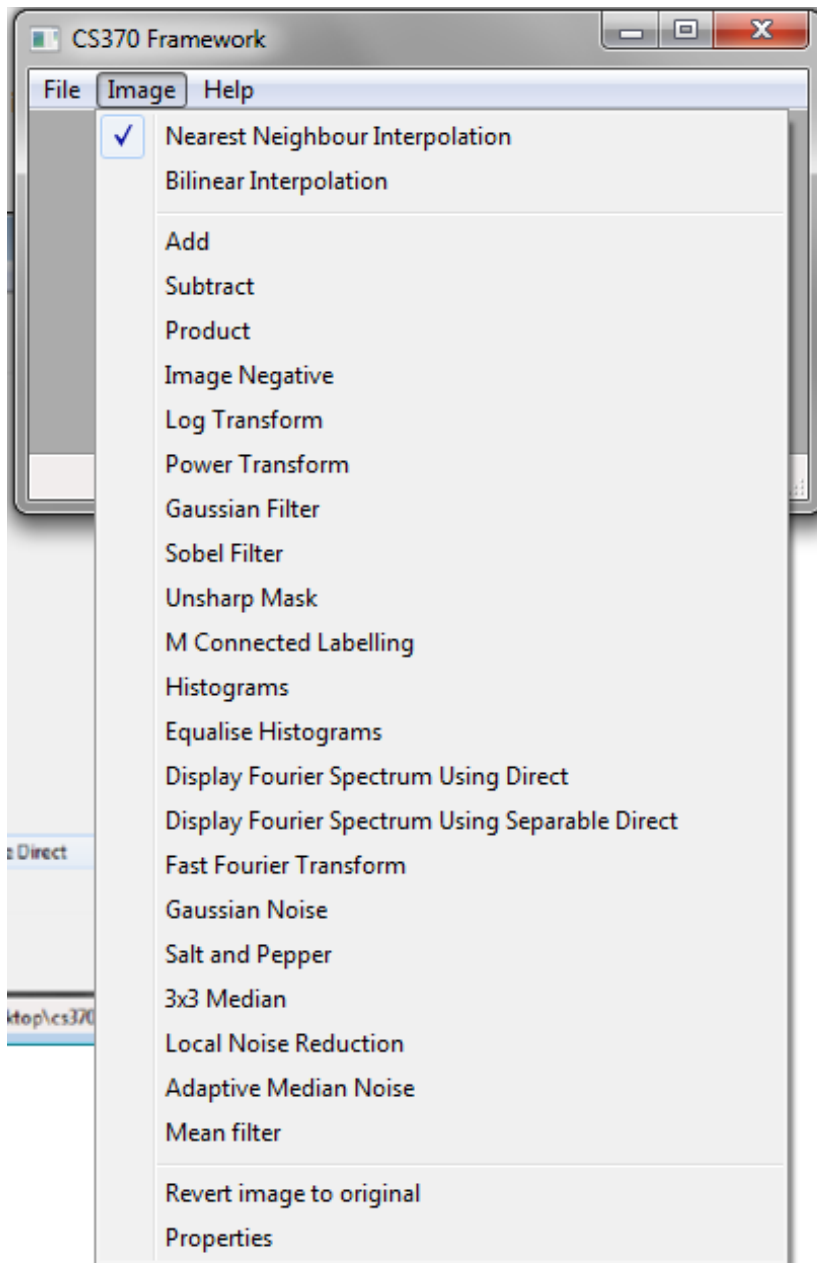 CS370 Framework
File Image Help
Nearest Neighbour Interpolation
Bilinear Interpolation
Add
Subtract
Product
Image Negative
Log Transform
Power Transform
Gaussian Filter
Sobel Filter
Unsharp Mask
M Connected Labelling
Histograms
Equalise Histograms
Display Fourier Spectrum Using Direct
Display Fourier Spectrum Using Separable Direct
e Direct
Fast Fourier Transform
Gaussian Noise
Salt and Pepper
3x3 Median
ktop\cs370
Local Noise Reduction
Adaptive Median Noise
Mean filter
Revert image to original
Properties